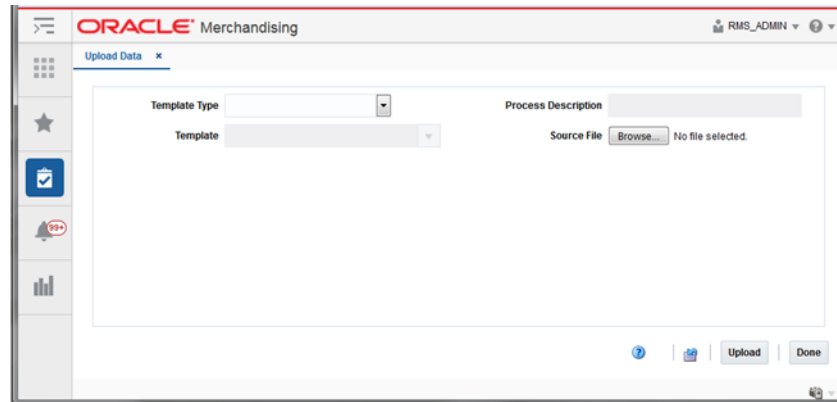 ORACLE® Merchandising
RMS_ADMIN
Upload Data ×
Template Type
Process Description
Template
Source File Browse... No file selected.
99+
Upload
Done